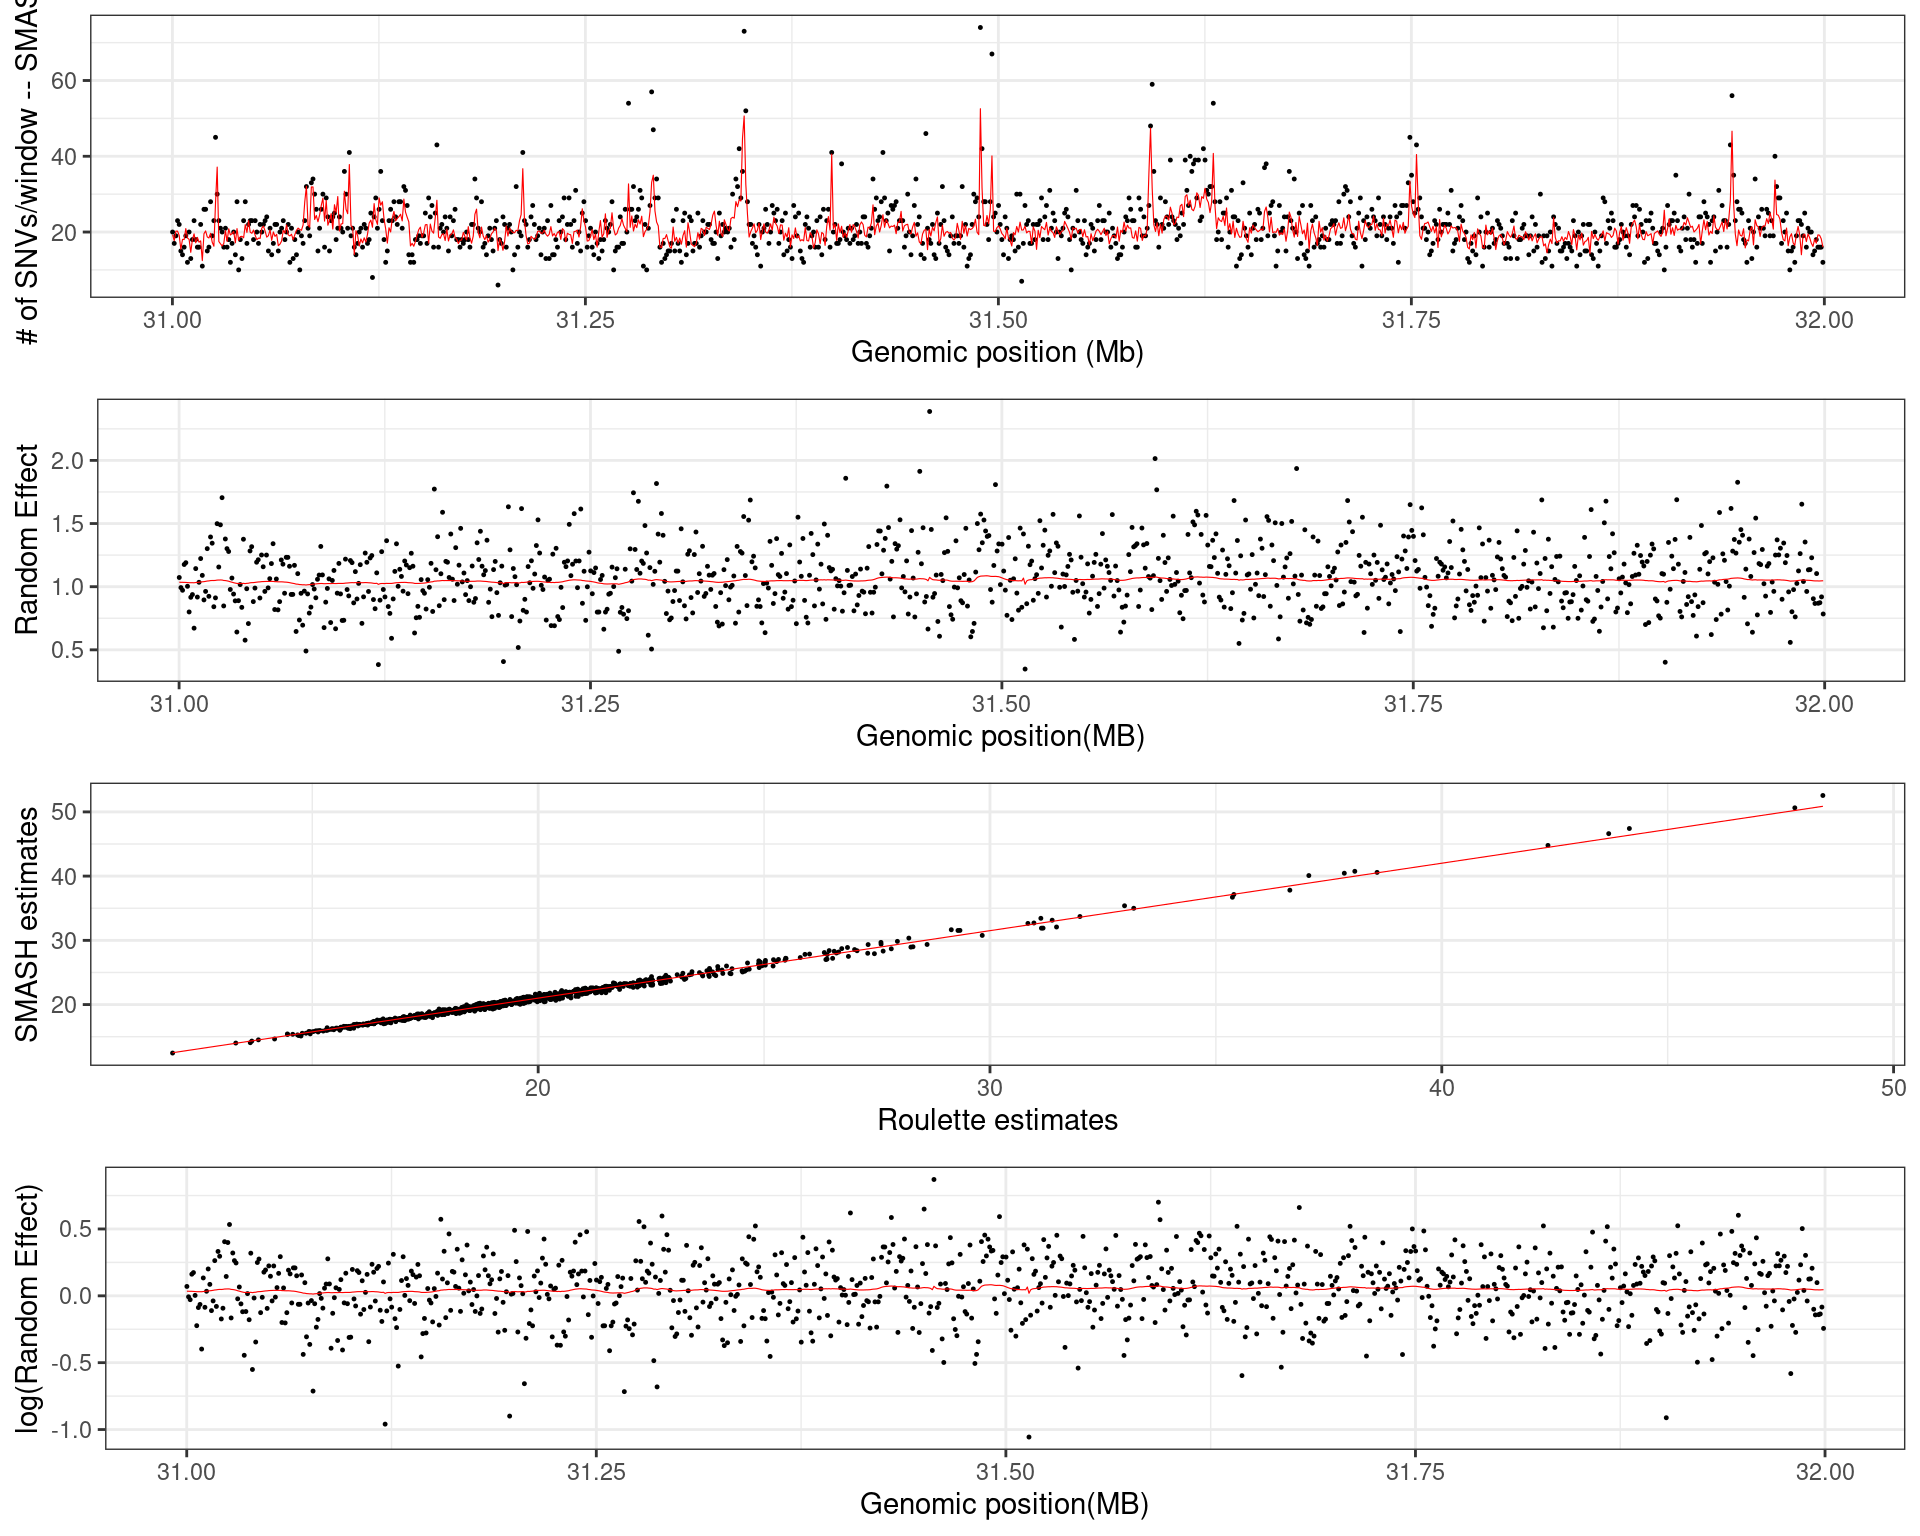 # of SNVs/window -- SMAS
60
40
20
31.00 31.25 31.50 31.75 32.00
Genomic position (Mb)
Random Effect
2.0
1.5
1.0
0.5
31.00 31.25 31.50 31.75 32.00
Genomic position(MB)
SMASH estimates
50
40
30
20
20 30 40 50
Roulette estimates
log(Random Effect)
0.5
0.0
-0.5
-1.0
31.00 31.25 31.50 31.75 32.00
Genomic position(MB)